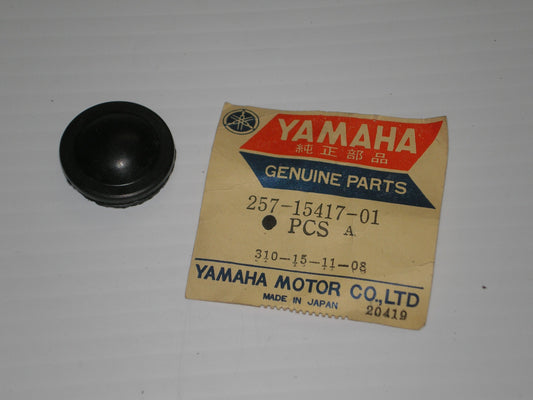 YAMAHA
純正部品
GENUINE PARTS
257-15417-01
PCS A
310-15-11-08
YAMAHA MOTOR CO.,LTD
MADE IN JAPAN
20419